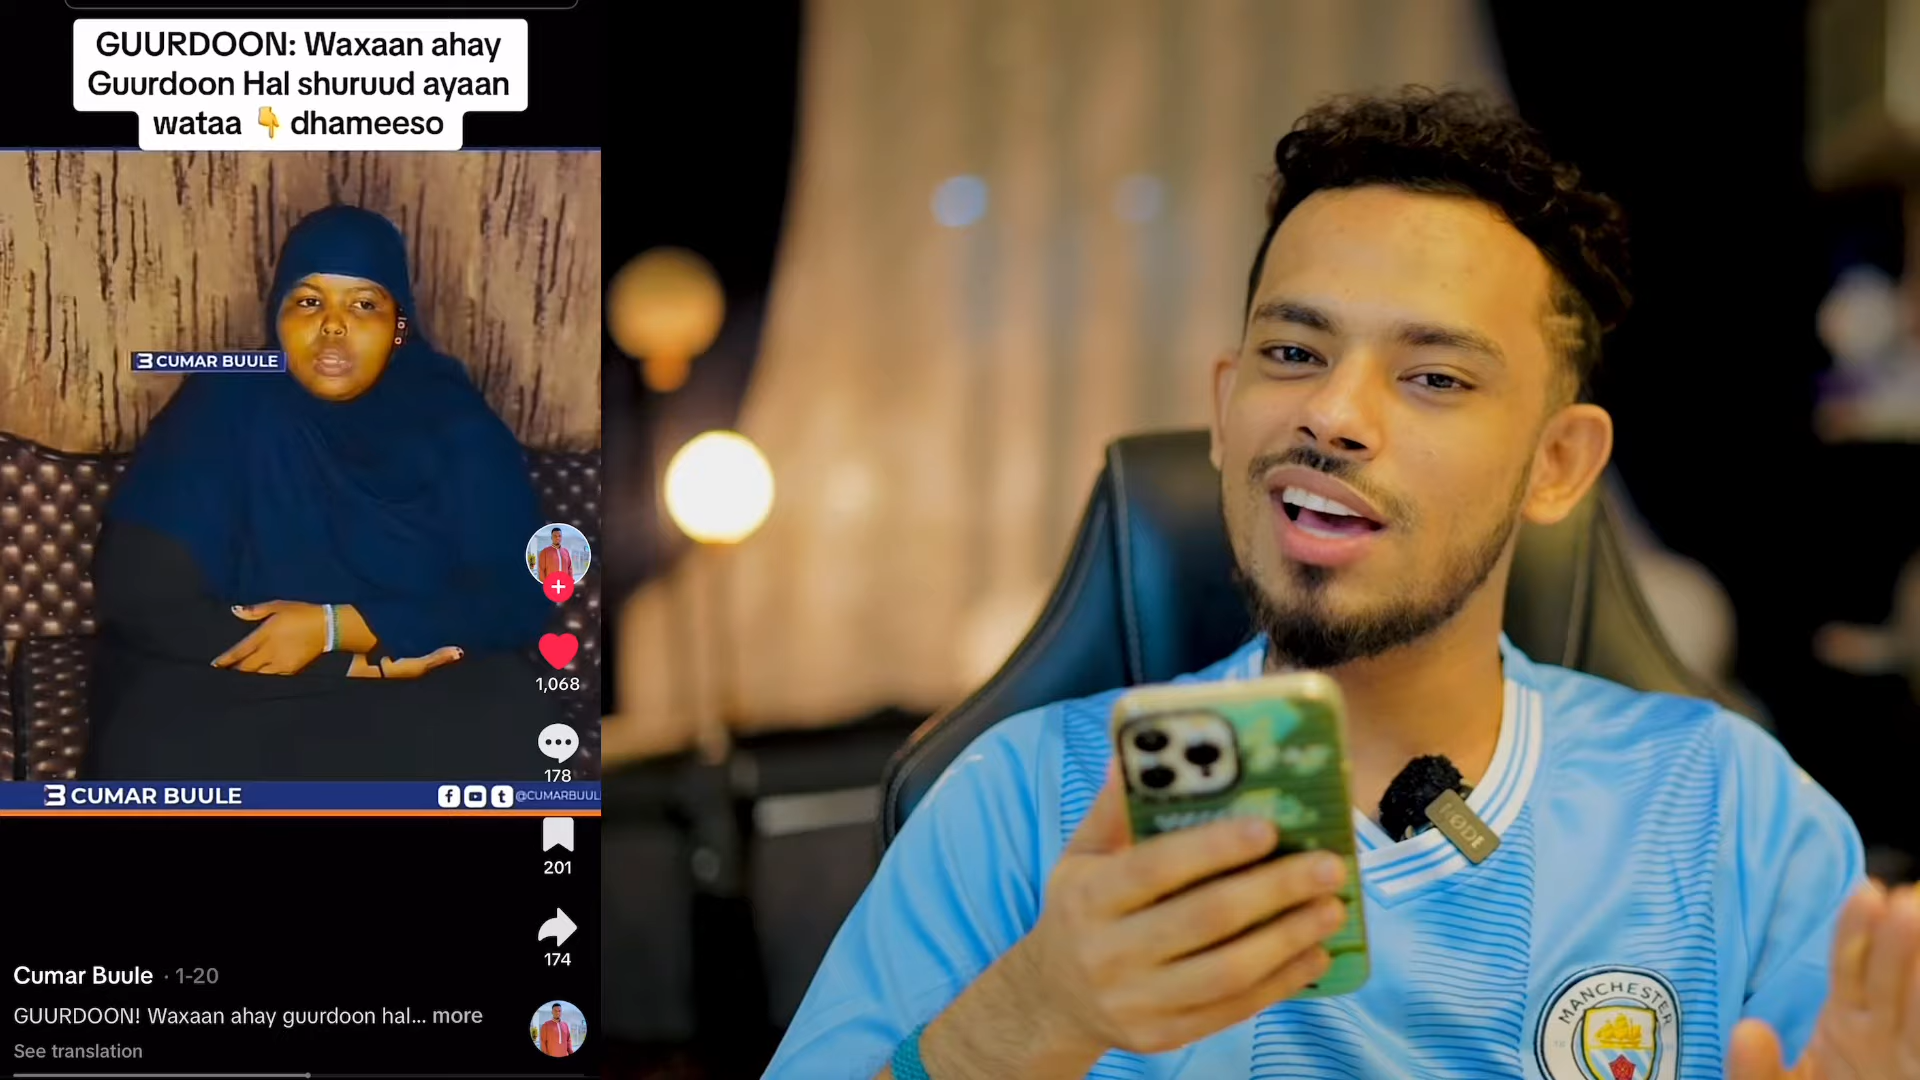 GUURDOON: Waxaan ahay
Guurdoon Hal shuruud ayaan
wataa 👇 dhameeso
CUMAR BUULE
1,068
178
CUMAR BUULE
@CUMARBUUL
201
174
Cumar Buule · 1-20
GUURDOON! Waxaan ahay guurdoon hal... more
See translation
RØDE
MANCHESTER